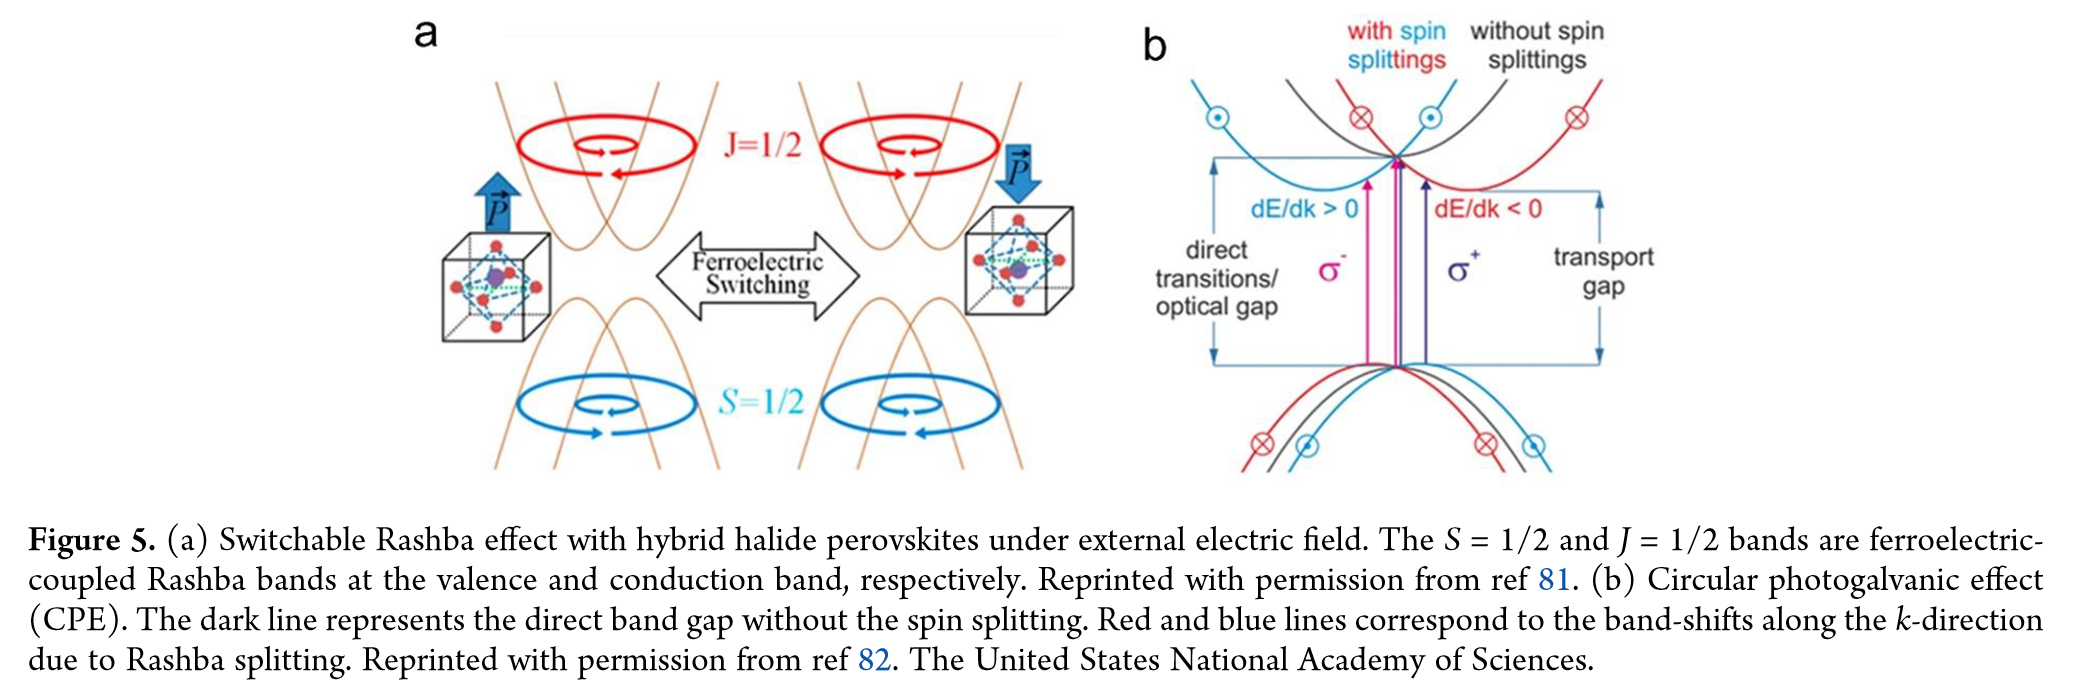 a
J=1/2
P
P
Ferroelectric
Switching
S=1/2
b
with spin
splittings
without spin
splittings
dE/dk > 0
dE/dk < 0
direct
transitions/
optical gap
σ-
σ+
transport
gap
Figure 5. (a) Switchable Rashba effect with hybrid halide perovskites under external electric field. The S = 1/2 and J = 1/2 bands are ferroelectric-
coupled Rashba bands at the valence and conduction band, respectively. Reprinted with permission from ref 81. (b) Circular photogalvanic effect
(CPE). The dark line represents the direct band gap without the spin splitting. Red and blue lines correspond to the band-shifts along the k-direction
due to Rashba splitting. Reprinted with permission from ref 82. The United States National Academy of Sciences.